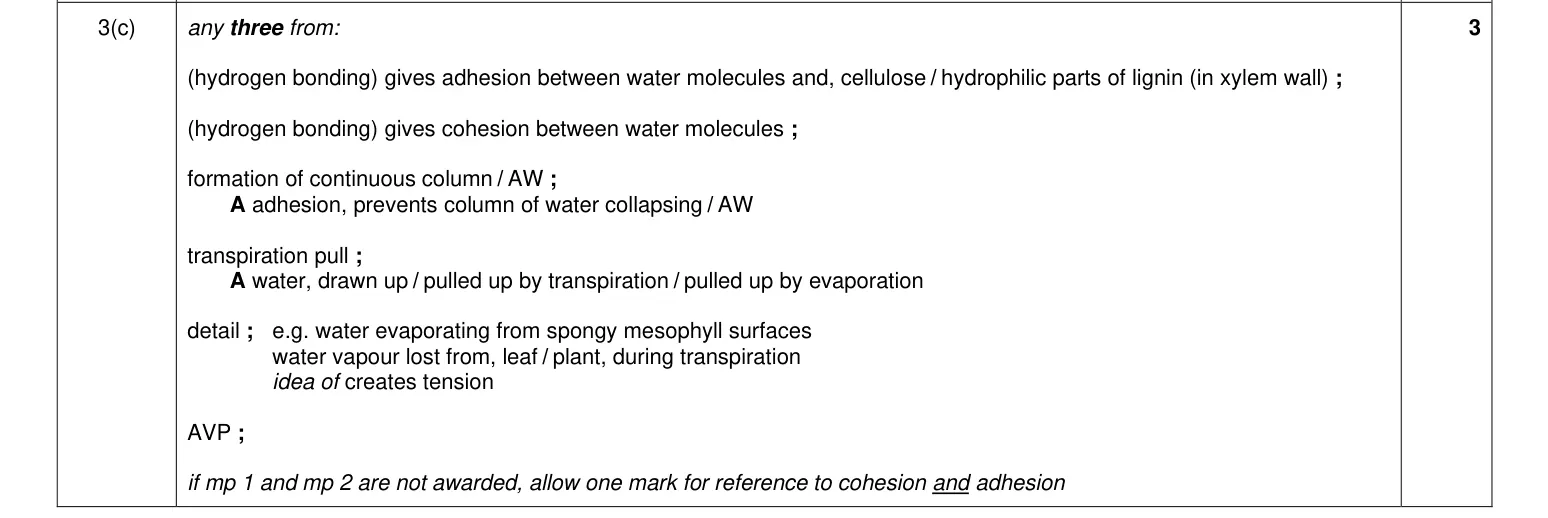 3(c) any three from: 3
(hydrogen bonding) gives adhesion between water molecules and, cellulose / hydrophilic parts of lignin (in xylem wall) ;
(hydrogen bonding) gives cohesion between water molecules ;
formation of continuous column / AW ;
A adhesion, prevents column of water collapsing / AW
transpiration pull ;
A water, drawn up / pulled up by transpiration / pulled up by evaporation
detail ; e.g. water evaporating from spongy mesophyll surfaces
water vapour lost from, leaf / plant, during transpiration
idea of creates tension
AVP ;
if mp 1 and mp 2 are not awarded, allow one mark for reference to cohesion and adhesion